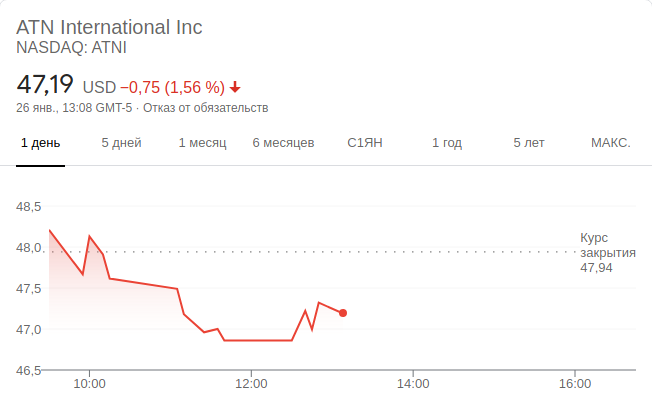 ATN International Inc
NASDAQ: ATNI
47,19 USD −0,75 (1,56 %)
26 янв., 13:08 GMT-5 · Отказ от обязательств
1 день 5 дней 1 месяц 6 месяцев С1ЯН 1 год 5 лет МАКС.
48,5
48,0
47,5
47,0
46,5
Курс
закрытия
47,94
10:00 12:00 14:00 16:00